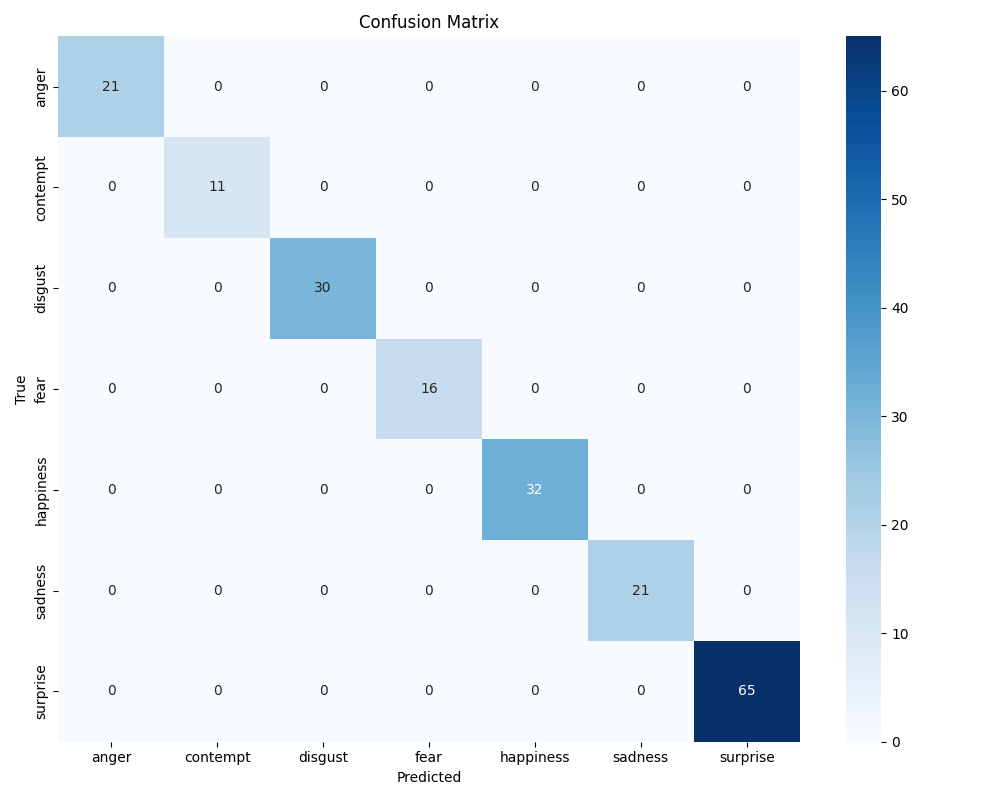 Confusion Matrix
anger 21 0 0 0 0 0 0
contempt 0 11 0 0 0 0 0
disgust 0 0 30 0 0 0 0
fear 0 0 0 16 0 0 0
happiness 0 0 0 0 32 0 0
sadness 0 0 0 0 0 21 0
surprise 0 0 0 0 0 0 65
True
anger contempt disgust fear happiness sadness surprise
Predicted
60
50
40
30
20
10
0